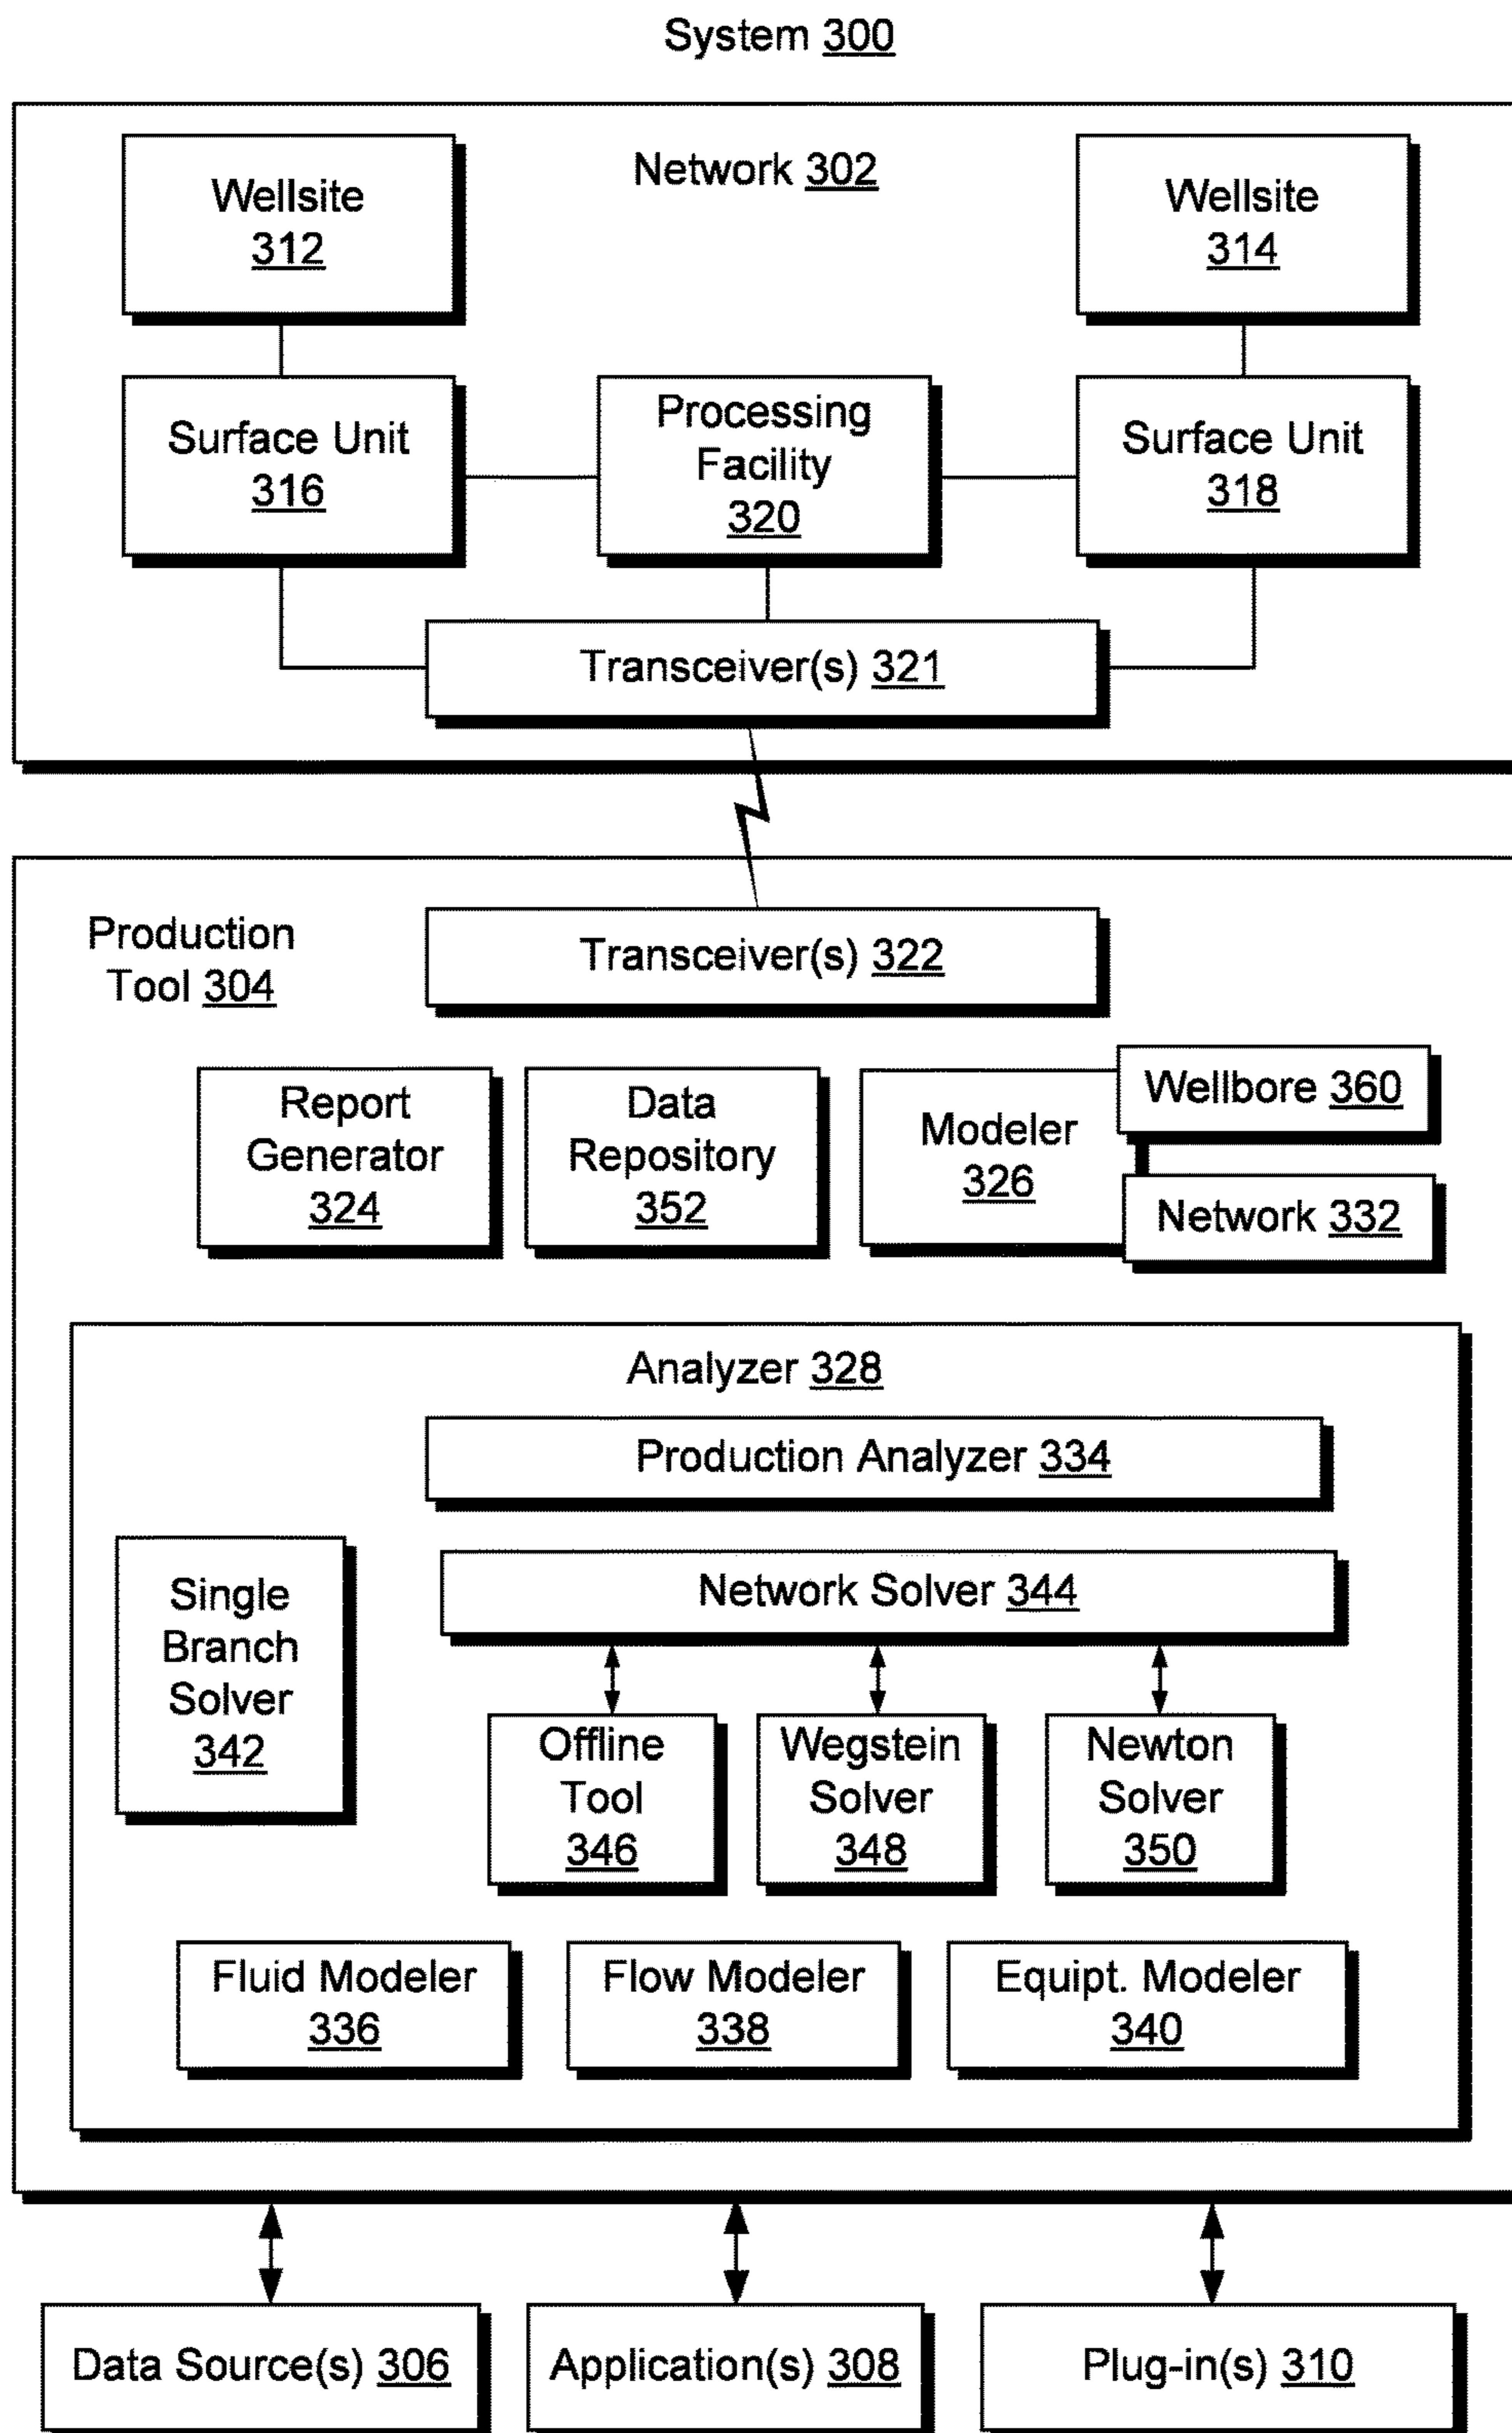 System 300
Network 302
Wellsite
312
Wellsite
314
Surface Unit
316
Processing
Facility
320
Surface Unit
318
Transceiver(s) 321
Production
Tool 304
Transceiver(s) 322
Report
Generator
324
Data
Repository
352
Modeler
326
Wellbore 360
Network 332
Analyzer 328
Production Analyzer 334
Single
Branch
Solver
342
Network Solver 344
Offline
Tool
346
Wegstein
Solver
348
Newton
Solver
350
Fluid Modeler
336
Flow Modeler
338
Equipt. Modeler
340
Data Source(s) 306
Application(s) 308
Plug-in(s) 310